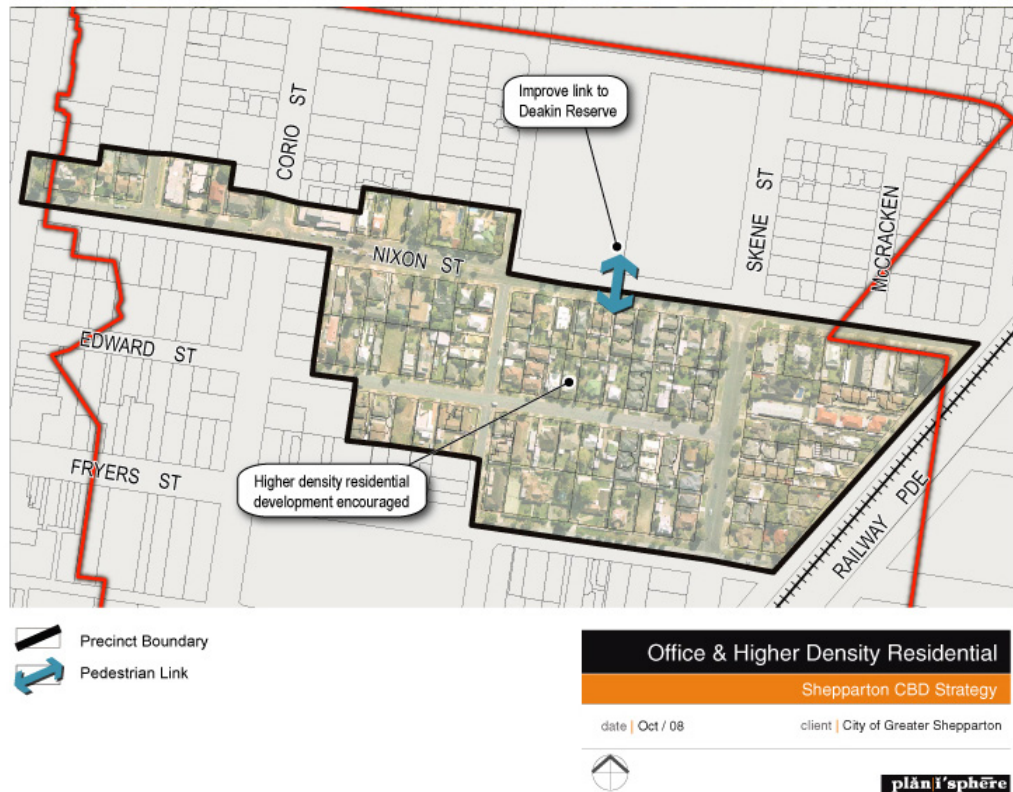 Improve link to
Deakin Reserve
CORIO ST
SKENE ST
McCRACKEN
NIXON ST
EDWARD ST
FRYERS ST
Higher density residential
development encouraged
RAILWAY PDE
Precinct Boundary
Pedestrian Link
Office & Higher Density Residential
Shepparton CBD Strategy
date | Oct / 08
client | City of Greater Shepparton
plān|i'sphēre